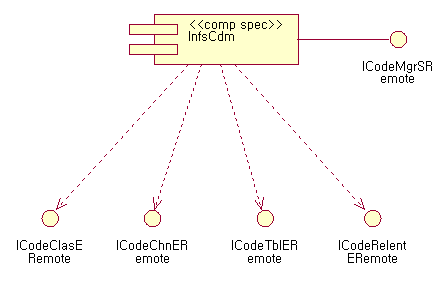 <<comp spec>>
InfsCdm
ICodeMgrSR
emote
ICodeClasE
Remote
ICodeChnER
emote
ICodeTblER
emote
ICodeRelent
ERemote